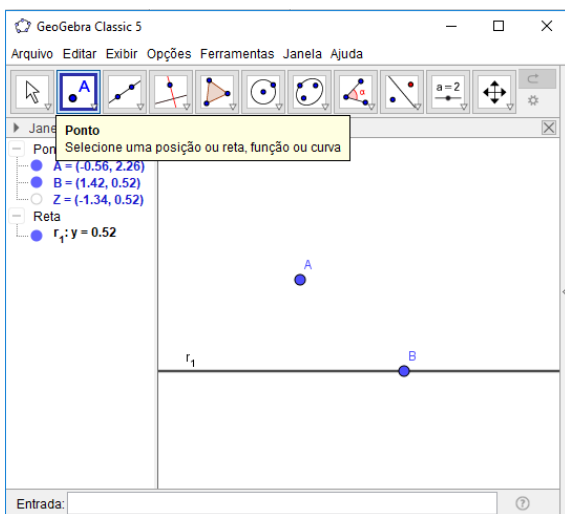 GeoGebra Classic 5
Arquivo Editar Exibir Opções Ferramentas Janela Ajuda
A
α
a=2
Jane
Ponto
Selecione uma posição ou reta, função ou curva
Pon
A = (-0.56, 2.26)
B = (1.42, 0.52)
Z = (-1.34, 0.52)
Reta
r₁: y = 0.52
A
r₁
B
Entrada: